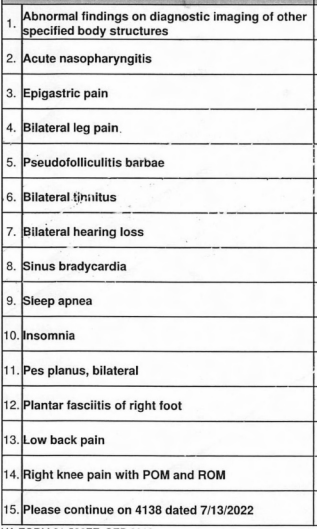 1. Abnormal findings on diagnostic imaging of other
specified body structures
2. Acute nasopharyngitis
3. Epigastric pain
4. Bilateral leg pain
5. Pseudofolliculitis barbae
6. Bilateral tinnitus
7. Bilateral hearing loss
8. Sinus bradycardia
9. Sleep apnea
10. Insomnia
11. Pes planus, bilateral
12. Plantar fasciitis of right foot
13. Low back pain
14. Right knee pain with POM and ROM
15. Please continue on 4138 dated 7/13/2022